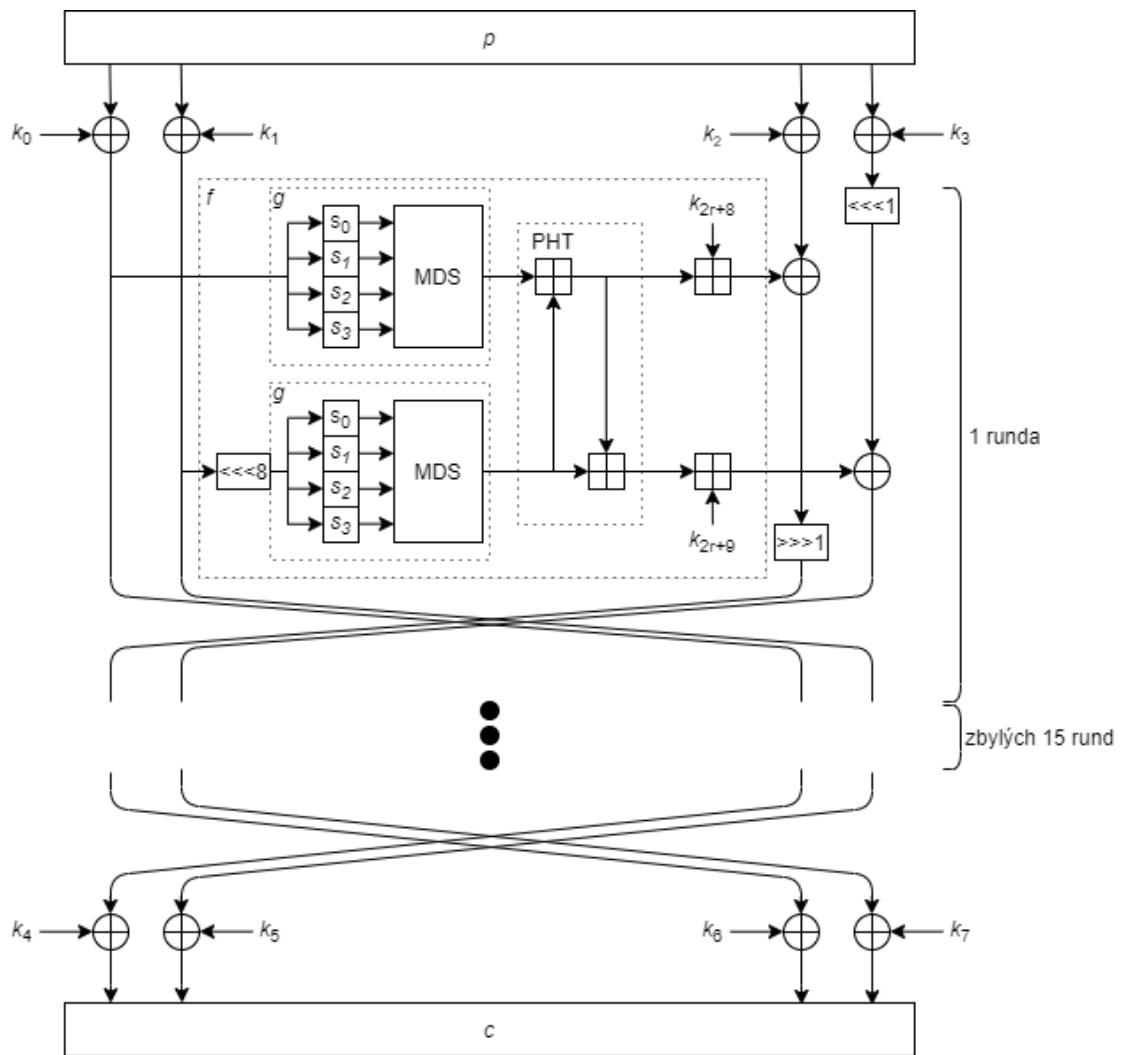 p
k0 k1 k2 k3
f g <<<1
k2r+8
s0
PHT
s1
MDS
s2
s3
g
s0
s1
1 runda
<<<8 MDS
s2
s3
k2r+9 >>>1
zbylých 15 rund
k4 k5 k6 k7
c